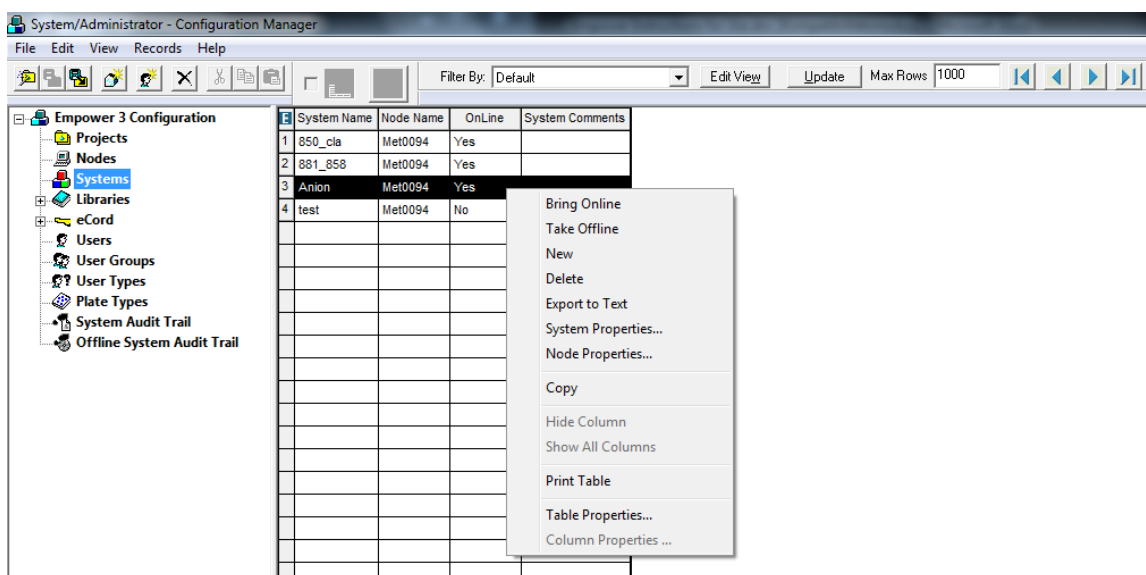 System/Administrator - Configuration Manager
File Edit View Records Help
Filter By: Default Edit View Update Max Rows 1000
Empower 3 Configuration
Projects
Nodes
Systems
Libraries
eCord
Users
User Groups
User Types
Plate Types
System Audit Trail
Offline System Audit Trail
E System Name Node Name OnLine System Comments
1 850_cla Met0094 Yes
2 881_858 Met0094 Yes
3 Anion Met0094 Yes
4 test Met0094 No
Bring Online
Take Offline
New
Delete
Export to Text
System Properties...
Node Properties...
Copy
Hide Column
Show All Columns
Print Table
Table Properties...
Column Properties ...